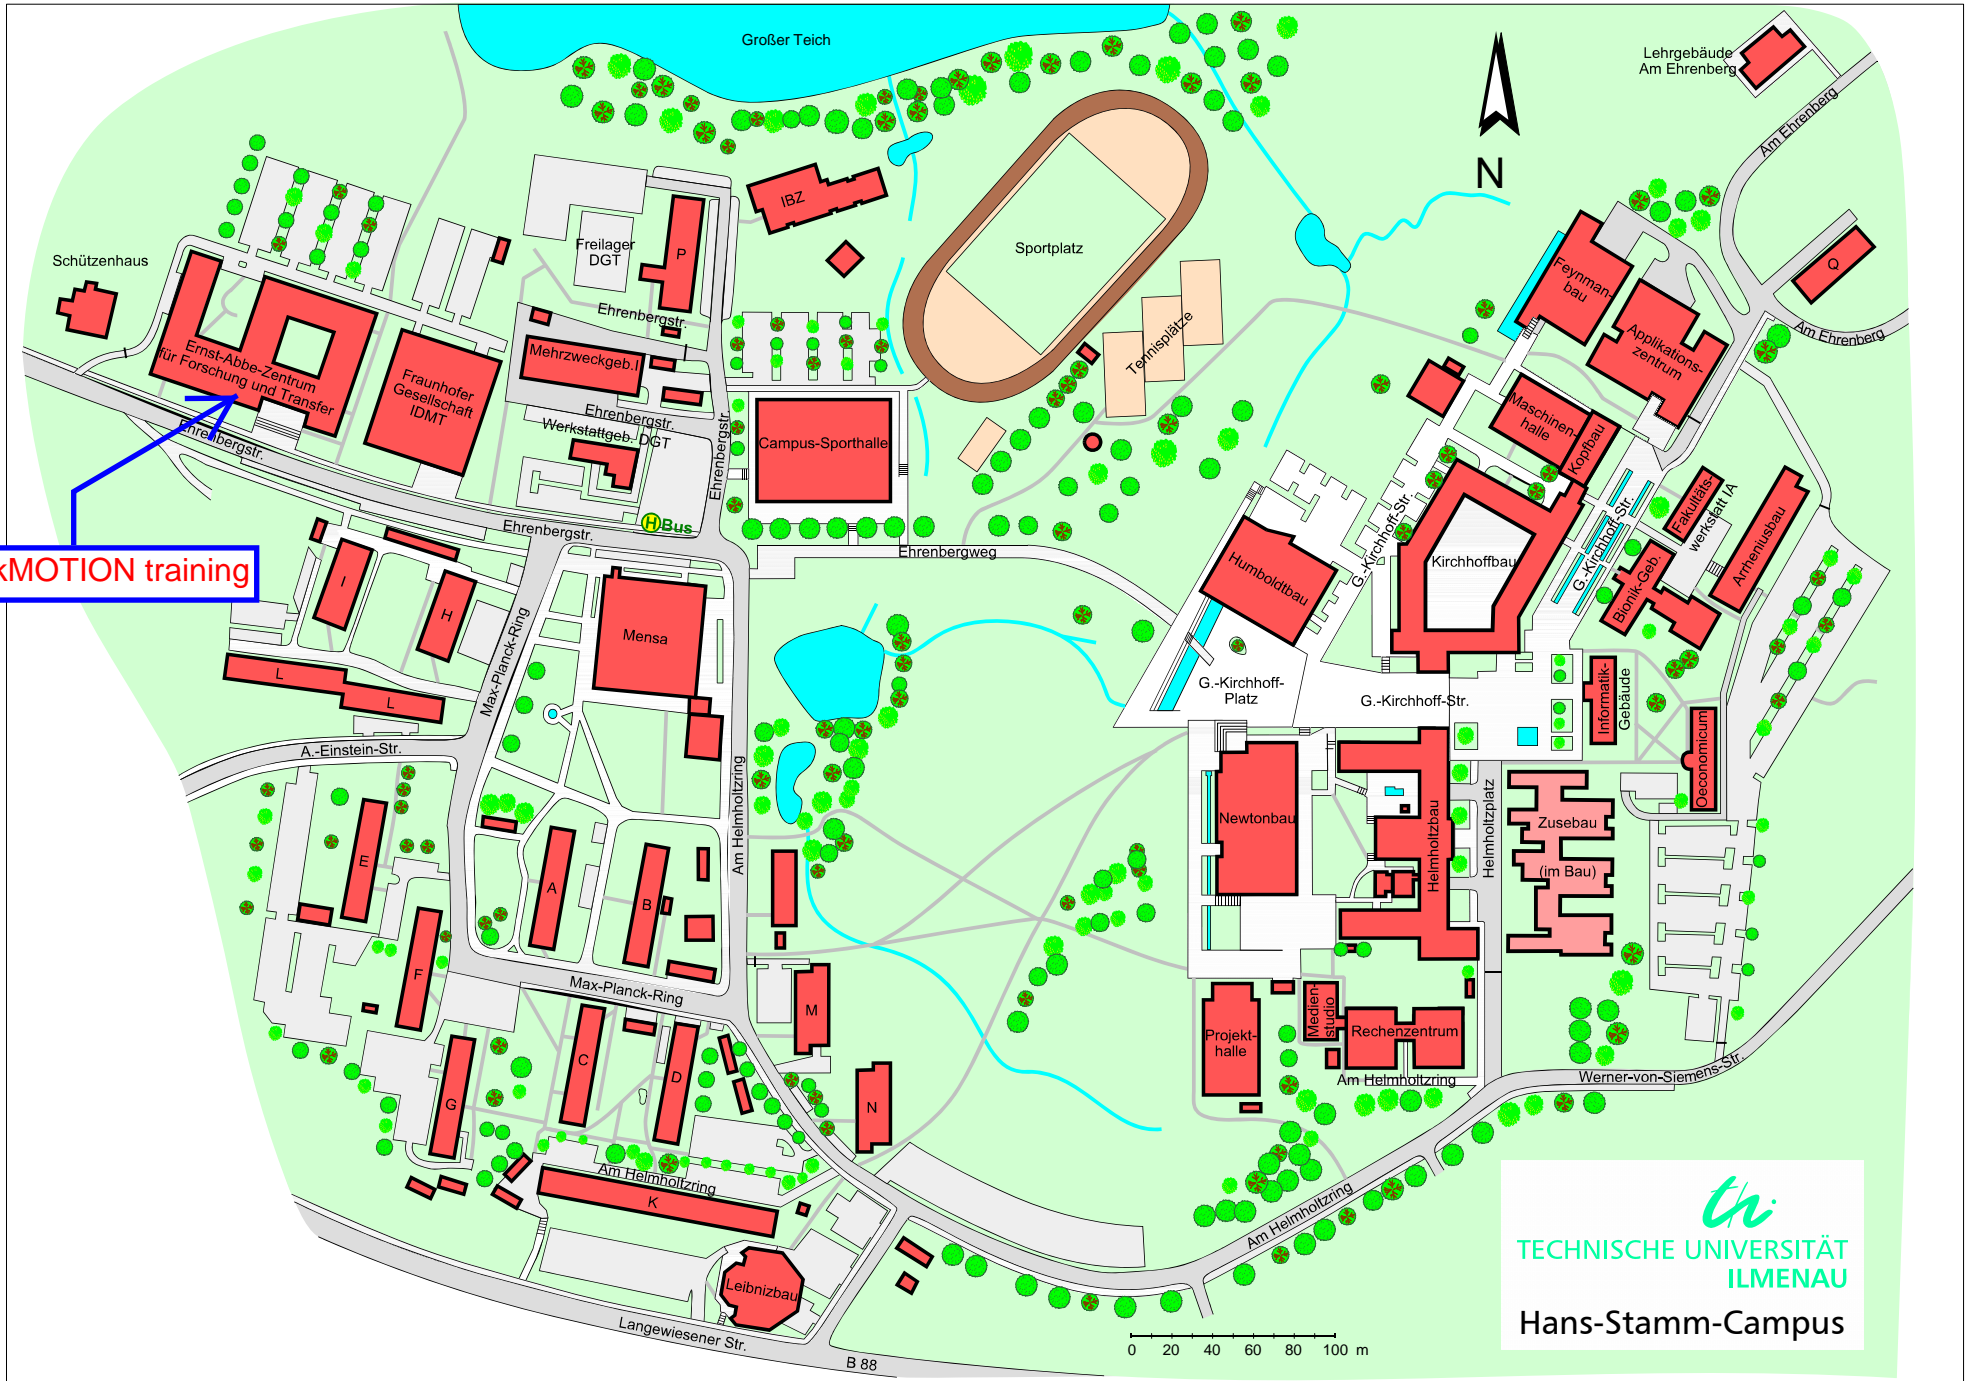 Großer Teich
Lehrgebäude
Am Ehrenberg
Am Ehrenberg
N
IBZ
Sportplatz
Freilager
DGT
P
Schützenhaus
Feynman-
bau
Q
Am Ehrenberg
Ehrenbergstr.
Tennisplätze
Applikations-
zentrum
Ernst-Abbe-Zentrum
für Forschung und Transfer
Fraunhofer
Gesellschaft
IDMT
Mehrzweckgeb.I
Ehrenbergstr.
Werkstattgeb. DGT
Ehrenbergstr.
Campus-Sporthalle
Maschinen-
halle
Kopfbau
Ehrenbergstr.
Ehrenbergstr.
H Bus
Ehrenbergweg
G.-Kirchhoff-Str.
Kirchhoffbau
G.-Kirchhoff-Str.
Fakultäts-
werkstatt IA
Arrheniusbau
kMOTION training
I
H
Mensa
Humboldtbau
Bionik-Geb.
Max-Planck-Ring
L
L
G.-Kirchhoff-
Platz
G.-Kirchhoff-Str.
Informatik-
Gebäude
Oeconomicum
A.-Einstein-Str.
Am Helmholtzring
Newtonbau
Helmholtzbau
Helmholtzplatz
Zusebau
(im Bau)
E
A
B
F
Max-Planck-Ring
M
Projekt-
halle
Medien-
studio
Rechenzentrum
Am Helmholtzring
Werner-von-Siemens-Str.
G
C
D
N
Am Helmholtzring
K
Am Helmholtzring
Leibnizbau
Langewiesener Str.
B 88
0 20 40 60 80 100 m
th
TECHNISCHE UNIVERSITÄT
ILMENAU
Hans-Stamm-Campus